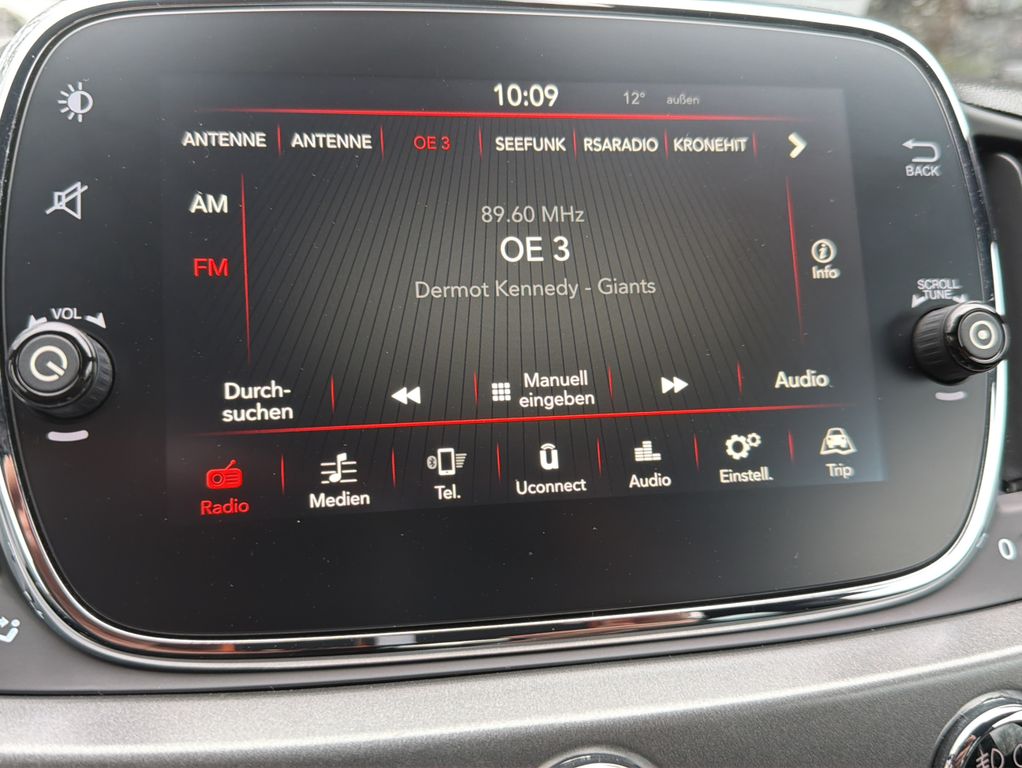 10:09 12° außen
ANTENNE ANTENNE OE 3 SEEFUNK RSARADIO KRONEHIT
BACK
AM
89.60 MHz
OE 3
FM
Info
Dermot Kennedy - Giants
VOL
SCROLL
TUNE
Durch-
suchen
Manuell
eingeben
Audio
Radio
Medien
Tel.
Uconnect
Audio
Einstell.
Trip
0